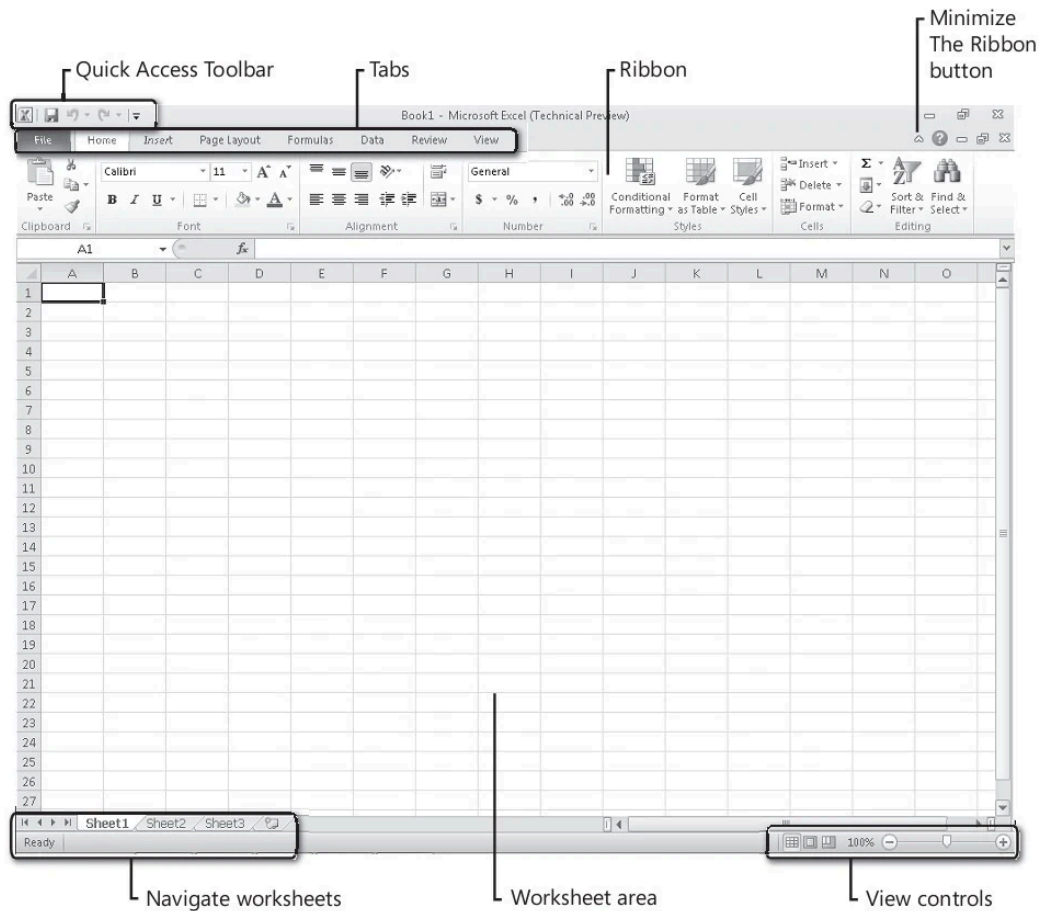 Minimize
The Ribbon
button
Quick Access Toolbar
Tabs
Ribbon
Book1 - Microsoft Excel (Technical Preview)
File Home Insert Page Layout Formulas Data Review View
Paste
Calibri 11
B I U A
General
$ % ,
Conditional Formatting
Format as Table
Cell Styles
Insert
Delete
Format
Σ
Sort & Filter
Find & Select
Clipboard Font Alignment Number Styles Cells Editing
A1 fx
A B C D E F G H I J K L M N O
1
2
3
4
5
6
7
8
9
10
11
12
13
14
15
16
17
18
19
20
21
22
23
24
25
26
27
Sheet1 Sheet2 Sheet3
Ready 100%
Navigate worksheets
Worksheet area
View controls